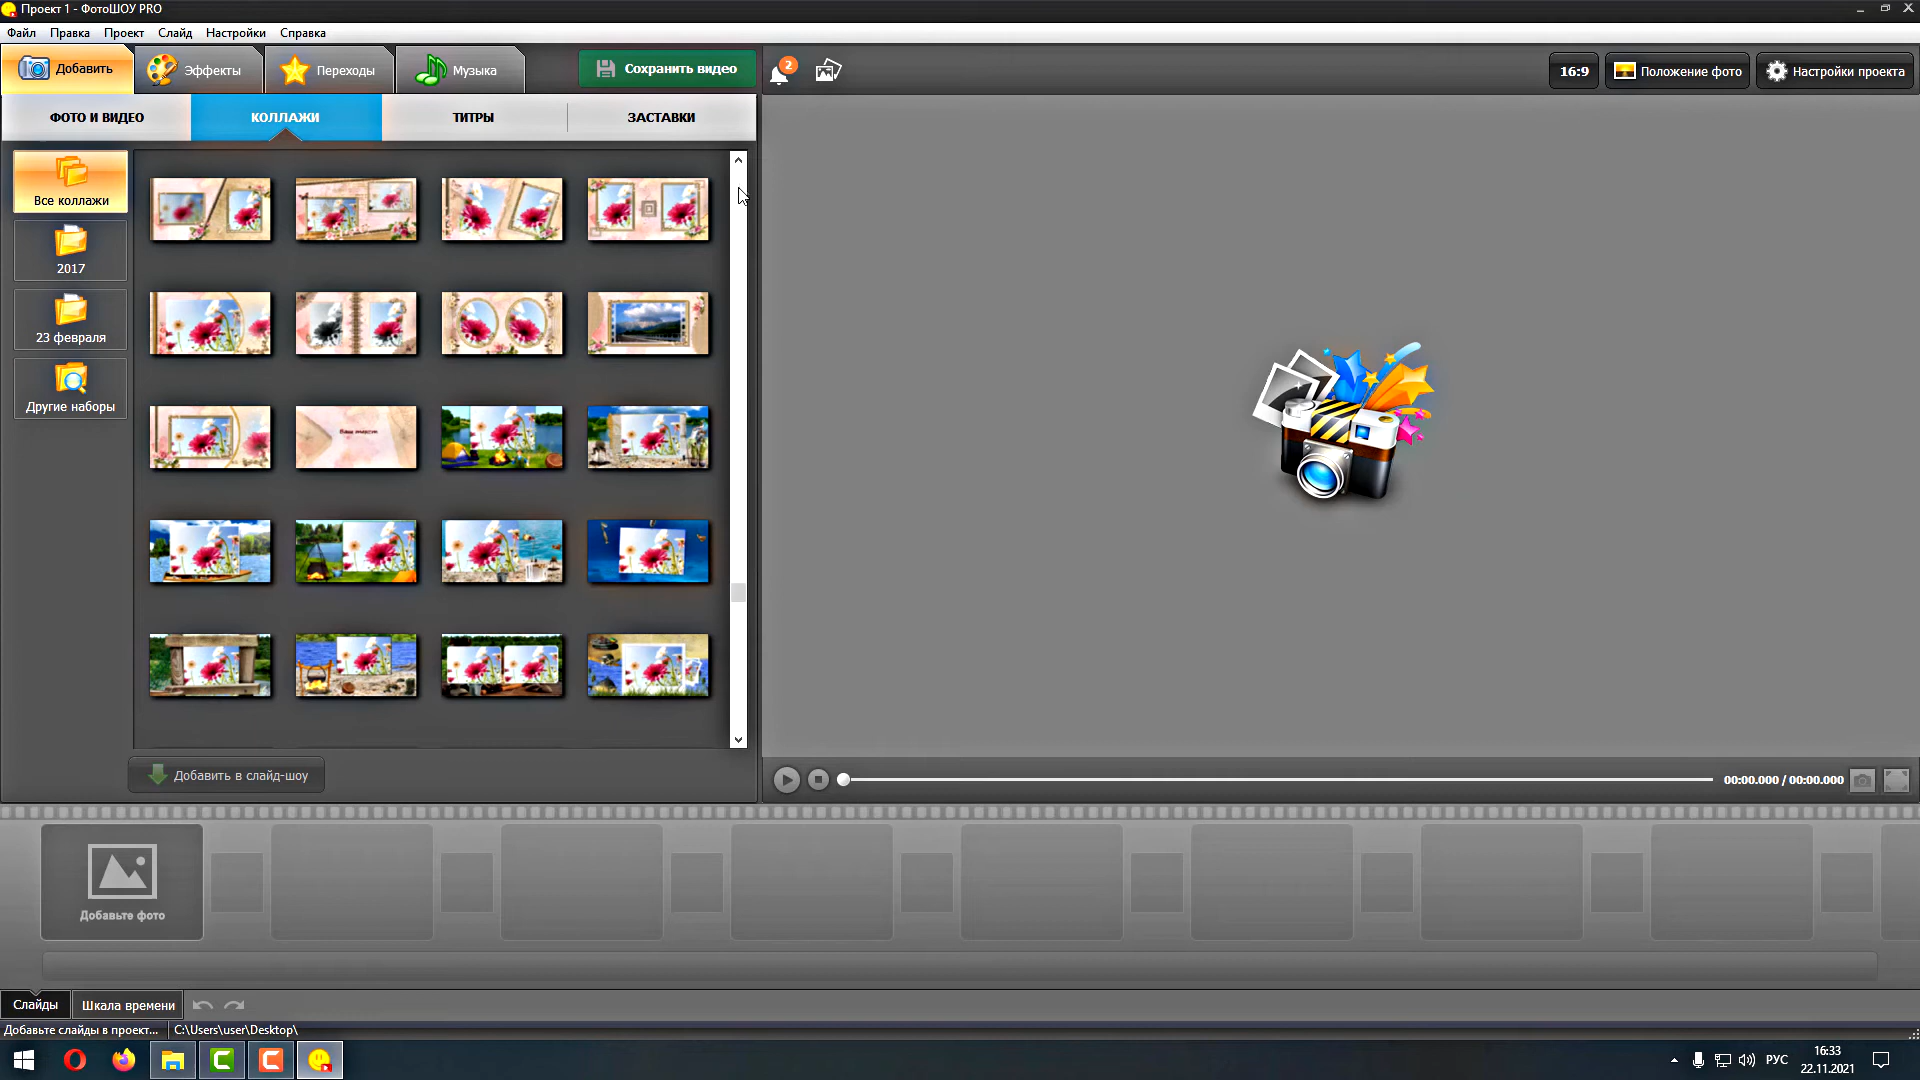 Проект 1 - ФотоШОУ PRO
Файл Правка Проект Слайд Настройки Справка
Добавить Эффекты Переходы Музыка Сохранить видео 2 16:9 Положение фото Настройки проекта
ФОТО И ВИДЕО КОЛЛАЖИ ТИТРЫ ЗАСТАВКИ
Все коллажи
2017
23 февраля
Другие наборы
Ваш текст
Добавить в слайд-шоу
00:00.000 / 00:00.000
Добавьте фото
Слайды Шкала времени
Добавьте слайды в проект... C:\Users\user\Desktop\
РУС
16:33
22.11.2021